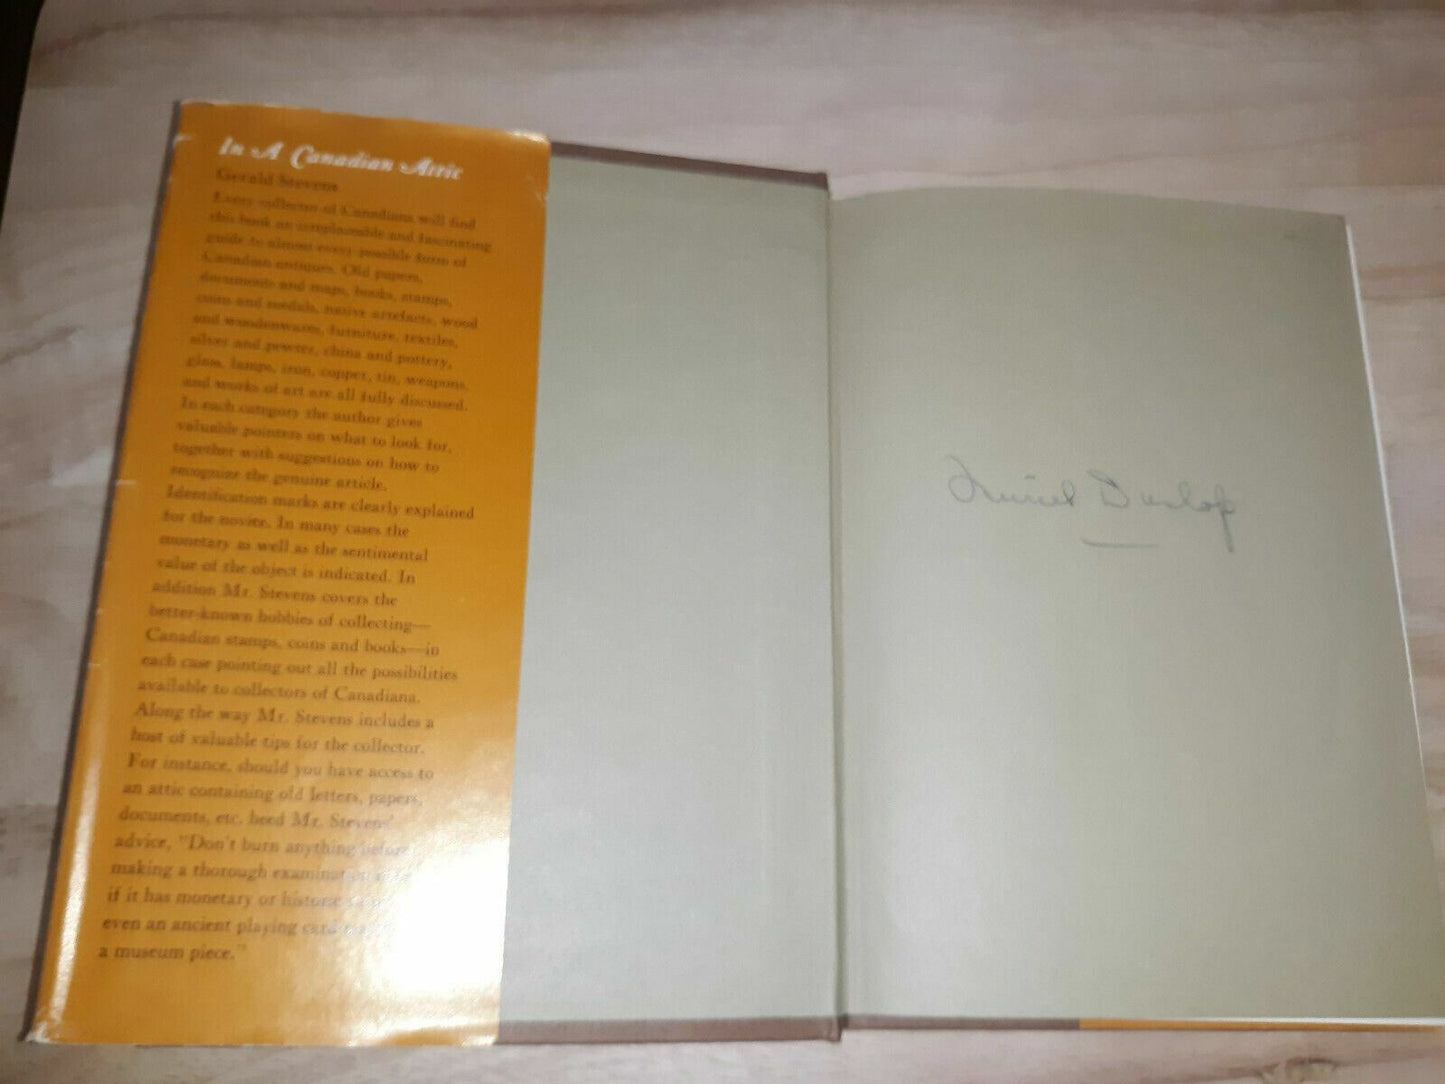 In A Canadian Attic
Gerald Stevens
Every collector of Canadiana will find
this book an irreplaceable and fascinating
guide to almost every possible form of
Canadian antiques. Old papers,
documents and maps, books, stamps,
coins and medals, native artefacts, wood
and woodenwares, furniture, textiles,
silver and pewter, china and pottery,
glass, lamps, iron, copper, tin, weapons,
and works of art are all fully discussed.
In each category the author gives
valuable pointers on what to look for,
together with suggestions on how to
recognize the genuine article.
Identification marks are clearly explained
for the novice. In many cases the
monetary as well as the sentimental
value of the object is indicated. In
addition Mr. Stevens covers the
better-known hobbies of collecting—
Canadian stamps, coins and books—in
each case pointing out all the possibilities
available to collectors of Canadiana.
Along the way Mr. Stevens includes a
host of valuable tips for the collector.
For instance, should you have access to
an attic containing old letters, papers,
documents, etc. heed Mr. Stevens'
advice, "Don't burn anything before
making a thorough
if it has monetary or
even an ancient playing card
a museum piece."
Muriel Dunlop